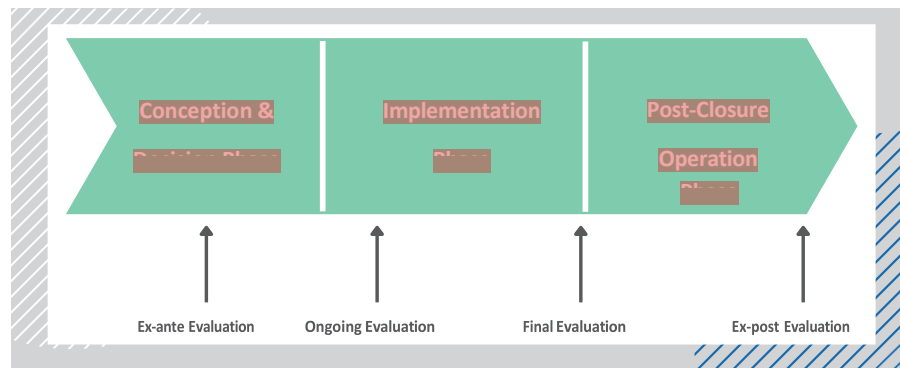 Conception &
Implementation
Post-Closure
Operation
Ex-ante Evaluation
Ongoing Evaluation
Final Evaluation
Ex-post Evaluation